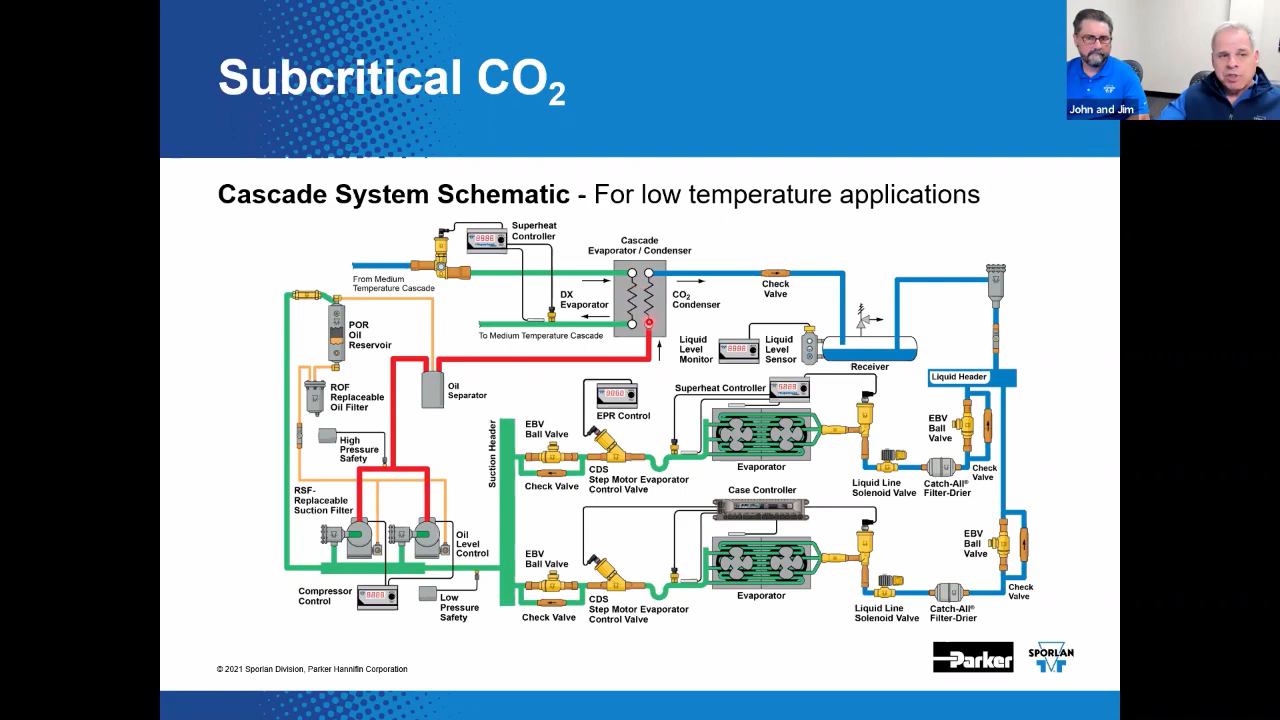 Subcritical CO2
John and Jim
Cascade System Schematic - For low temperature applications
Superheat
Controller
Cascade
Evaporator / Condenser
From Medium
Temperature Cascade
DX
Evaporator
CO2
Condenser
Check
Valve
To Medium Temperature Cascade
POR
Oil
Reservoir
Liquid
Level
Monitor
Liquid
Level
Sensor
Receiver
ROF
Replaceable
Oil Filter
Oil
Separator
Superheat Controller
Liquid Header
EPR Control
High
Pressure
Safety
Suction Header
EBV
Ball Valve
Evaporator
EBV
Ball
Valve
Check Valve
CDS
Step Motor Evaporator
Control Valve
Liquid Line
Solenoid Valve
Catch-All®
Filter-Drier
Check
Valve
RSF-
Replaceable
Suction Filter
Case Controller
Oil
Level
Control
EBV
Ball Valve
EBV
Ball
Valve
Compressor
Control
Low
Pressure
Safety
Check Valve
CDS
Step Motor Evaporator
Control Valve
Evaporator
Liquid Line
Solenoid Valve
Catch-All®
Filter-Drier
Check
Valve
© 2021 Sporlan Division, Parker Hannifin Corporation
Parker
SPORLAN